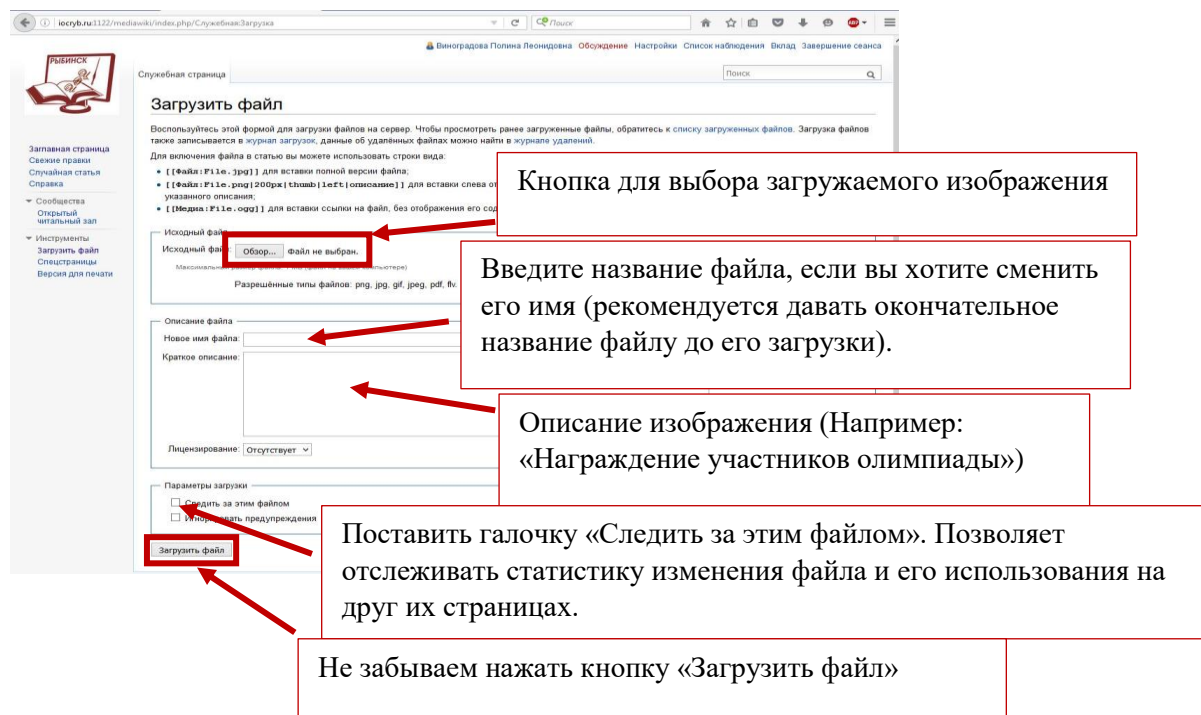 iocryb.ru:1122/mediawiki/index.php/Служебная:Загрузка
Поиск
Виноградова Полина Леонидовна Обсуждение Настройки Список наблюдения Вклад Завершение сеанса
РЫБИНСК
Служебная страница
Поиск
Загрузить файл
Воспользуйтесь этой формой для загрузки файлов на сервер. Чтобы просмотреть ранее загруженные файлы, обратитесь к списку загруженных файлов. Загрузка файлов
также записывается в журнал загрузок, данные об удалённых файлах можно найти в журнале удалений.
Для включения файла в статью вы можете использовать строки вида:
• [[Файл:File.jpg]] для вставки полной версии файла;
• [[Файл:File.png|200px|thumb|left|описание]] для вставки слева от
указанного описания;
• [[Медиа:File.ogg]] для вставки ссылки на файл, без отображения его
Заглавная страница
Свежие правки
Случайная статья
Справка
Сообщества
Открытый
читальный зал
Инструменты
Загрузить файл
Спецстраницы
Версия для печати
Кнопка для выбора загружаемого изображения
Исходный файл
Исходный файл: Обзор... Файл не выбран.
Разрешённые типы файлов: png, jpg, gif, jpeg, pdf, flv.
Введите название файла, если вы хотите сменить
его имя (рекомендуется давать окончательное
название файлу до его загрузки).
Описание файла
Новое имя файла:
Краткое описание:
Описание изображения (Например:
«Награждение участников олимпиады»)
Лицензирование: Отсутствует
Параметры загрузки
Следить за этим файлом
Игнорировать предупреждения
Поставить галочку «Следить за этим файлом». Позволяет
отслеживать статистику изменения файла и его использования на
друг их страницах.
Загрузить файл
Не забываем нажать кнопку «Загрузить файл»